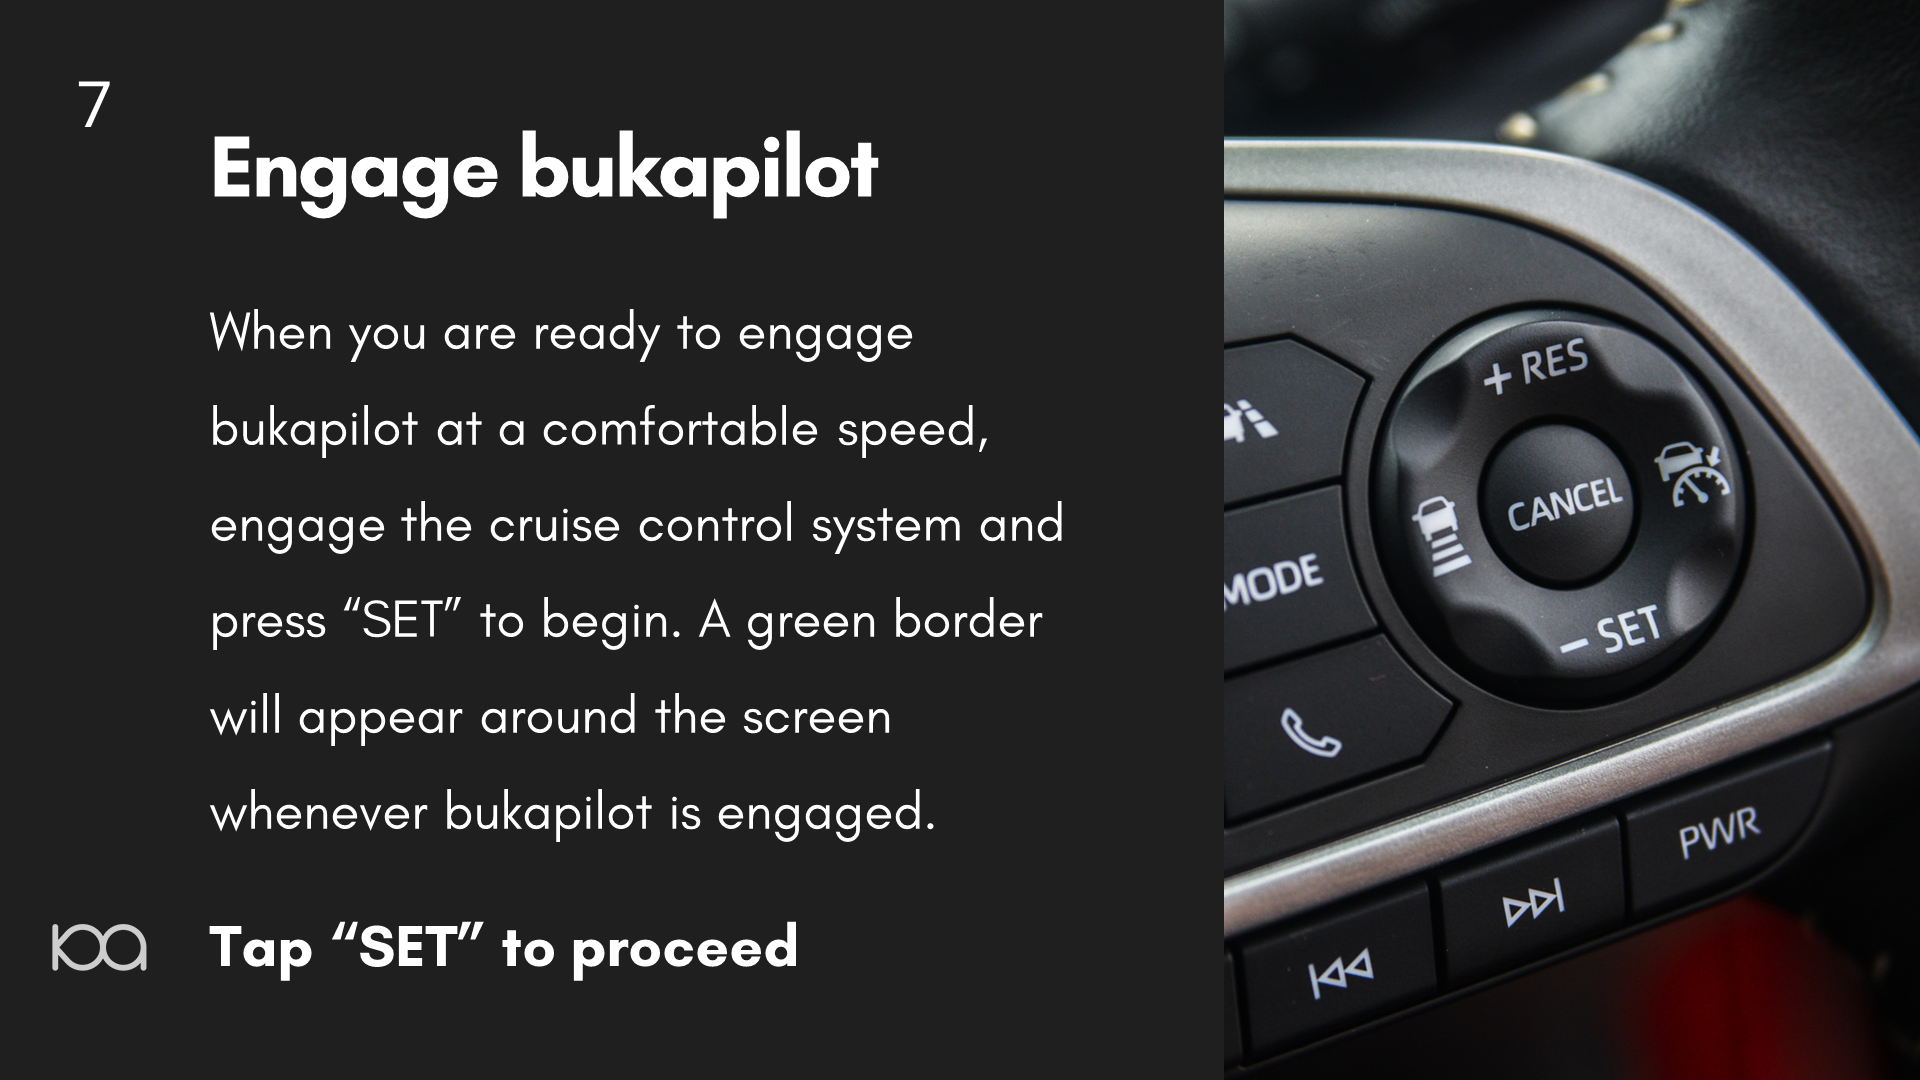 7
Engage bukapilot
When you are ready to engage
bukapilot at a comfortable speed,
engage the cruise control system and
press “SET” to begin. A green border
will appear around the screen
whenever bukapilot is engaged.
Tap “SET” to proceed
+ RES
CANCEL
MODE
– SET
PWR